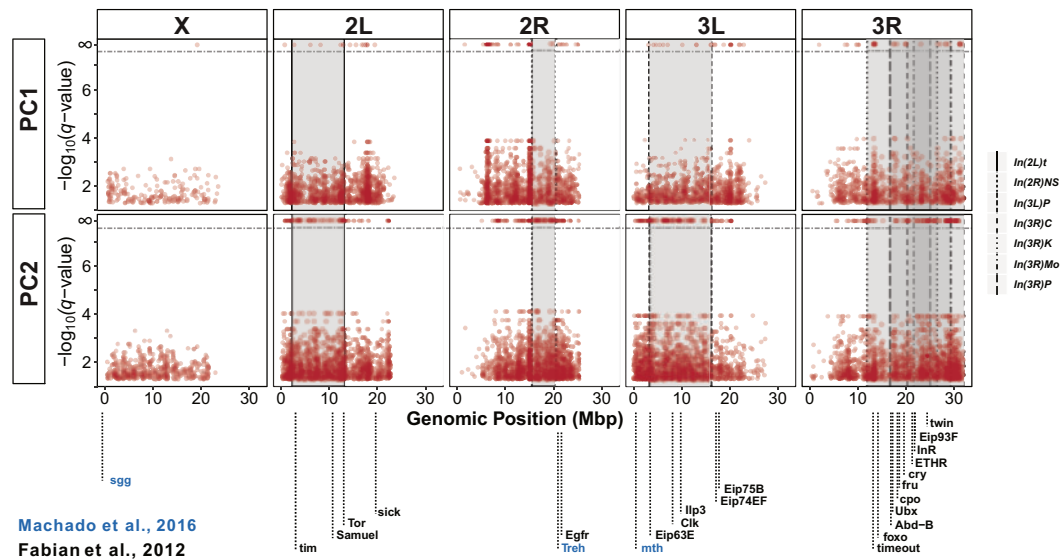 X 2L 2R 3L 3R
PC1
−log10(q−value)
∞
6
4
2
PC2
−log10(q−value)
∞
6
4
2
0 10 20 30 0 10 20 30 0 10 20 30 0 10 20 30 0 10 20 30
Genomic Position (Mbp)
In(2L)t
In(2R)NS
In(3L)P
In(3R)C
In(3R)K
In(3R)Mo
In(3R)P
sgg
tim
Samuel
Tor
sick
Treh
Egfr
mth
Eip63E
Clk
Ilp3
Eip74EF
Eip75B
timeout
foxo
Abd−B
Ubx
cpo
fru
cry
ETHR
InR
Eip93F
twin
Machado et al., 2016
Fabian et al., 2012